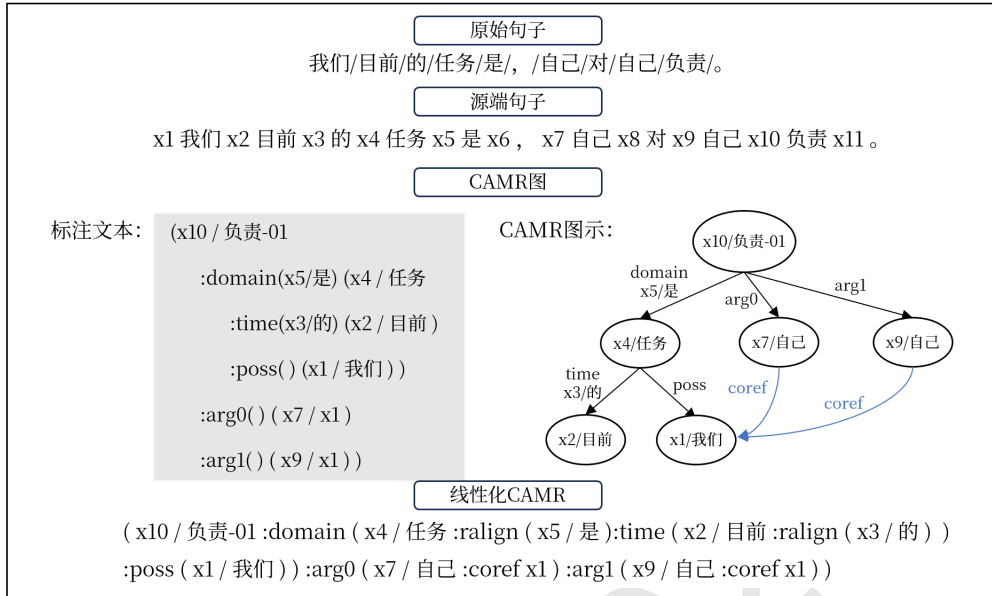 原始句子
我们/目前/的/任务/是/，/自己/对/自己/负责/。
源端句子
x1 我们 x2 目前 x3 的 x4 任务 x5 是 x6 ， x7 自己 x8 对 x9 自己 x10 负责 x11 。
CAMR图
标注文本：
(x10 / 负责-01
:domain(x5/是) (x4 / 任务
:time(x3/的) (x2 / 目前 )
:poss( ) (x1 / 我们 ) )
:arg0( ) ( x7 / x1 )
:arg1( ) ( x9 / x1 ) )
CAMR图示：
x10/负责-01
domain
x5/是
arg0
arg1
x4/任务
x7/自己
x9/自己
time
x3/的
poss
coref
coref
x2/目前
x1/我们
线性化CAMR
( x10 / 负责-01 :domain ( x4 / 任务 :ralign ( x5 / 是 ):time ( x2 / 目前 :ralign ( x3 / 的 ) )
:poss ( x1 / 我们 ) ) :arg0 ( x7 / 自己 :coref x1 ) :arg1 ( x9 / 自己 :coref x1 ) )